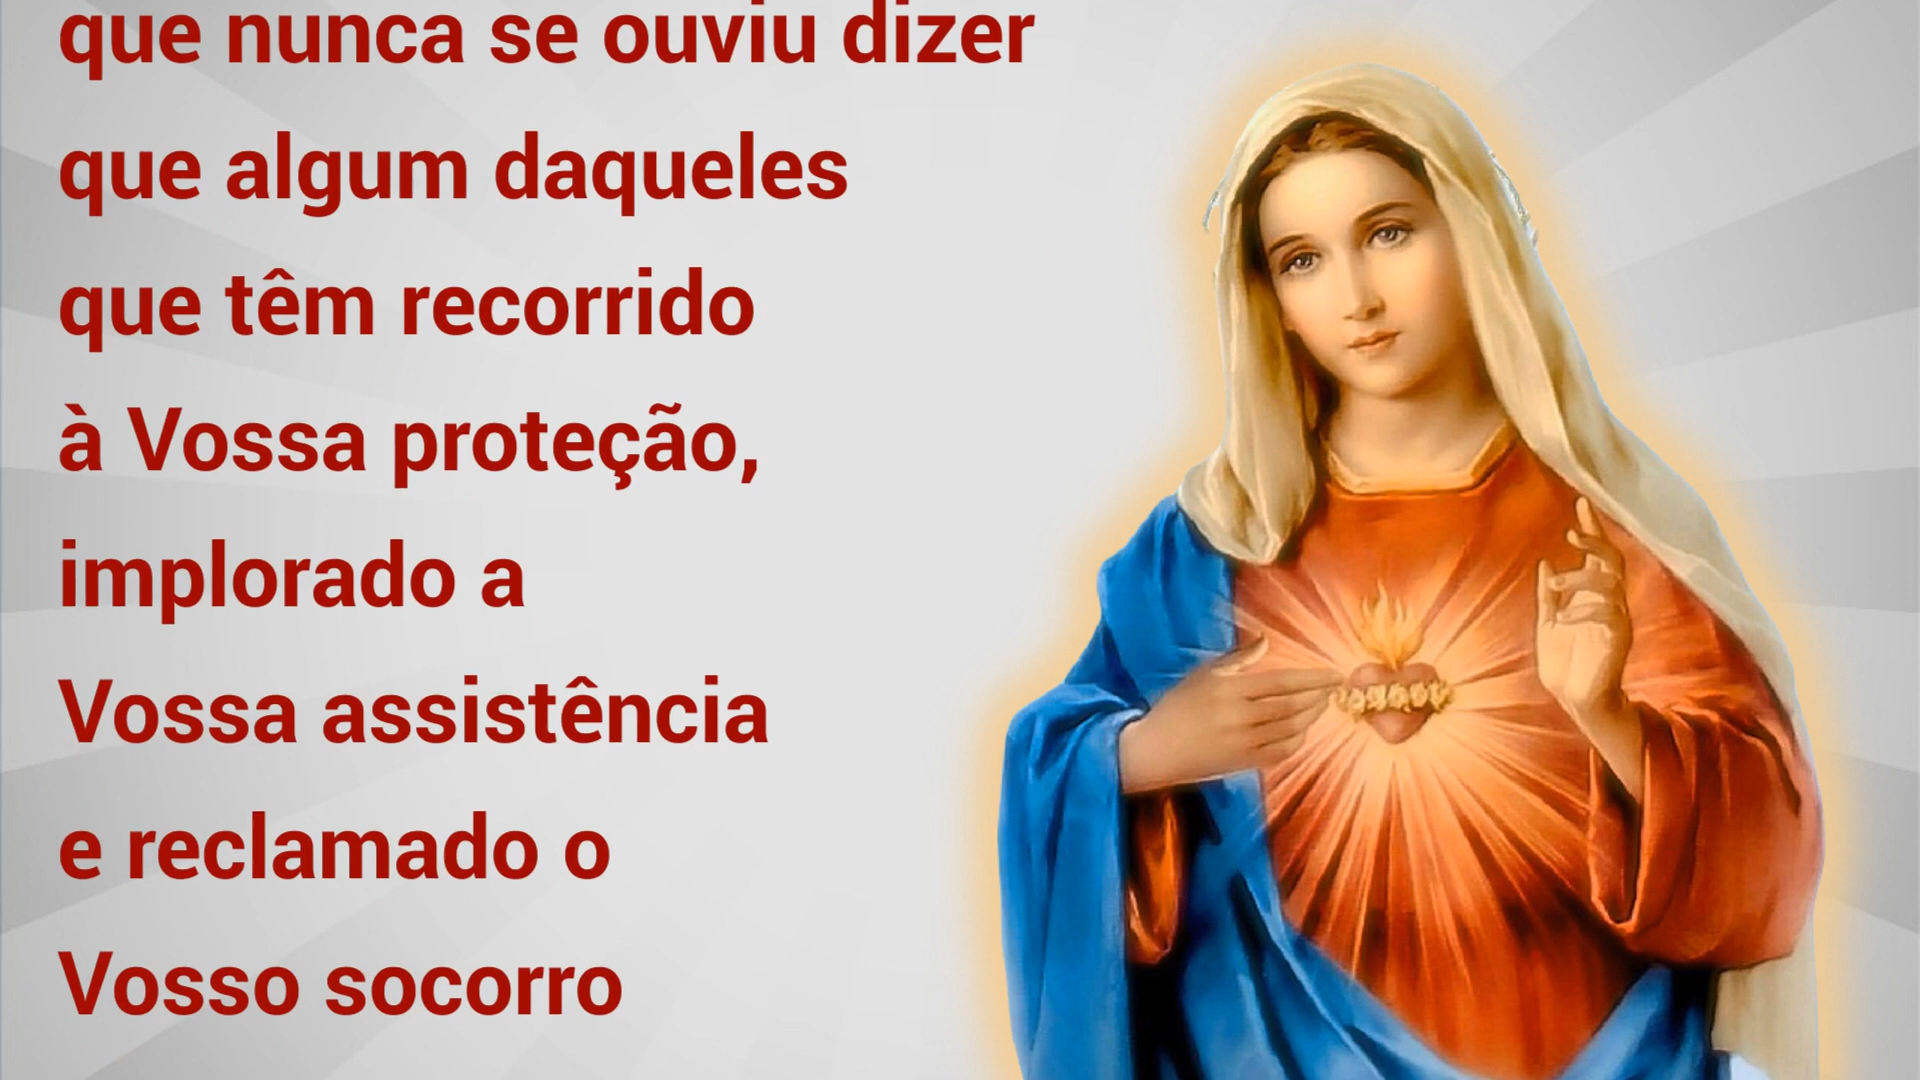 que nunca se ouviu dizer
que algum daqueles
que têm recorrido
à Vossa proteção,
implorado a
Vossa assistência
e reclamado o
Vosso socorro